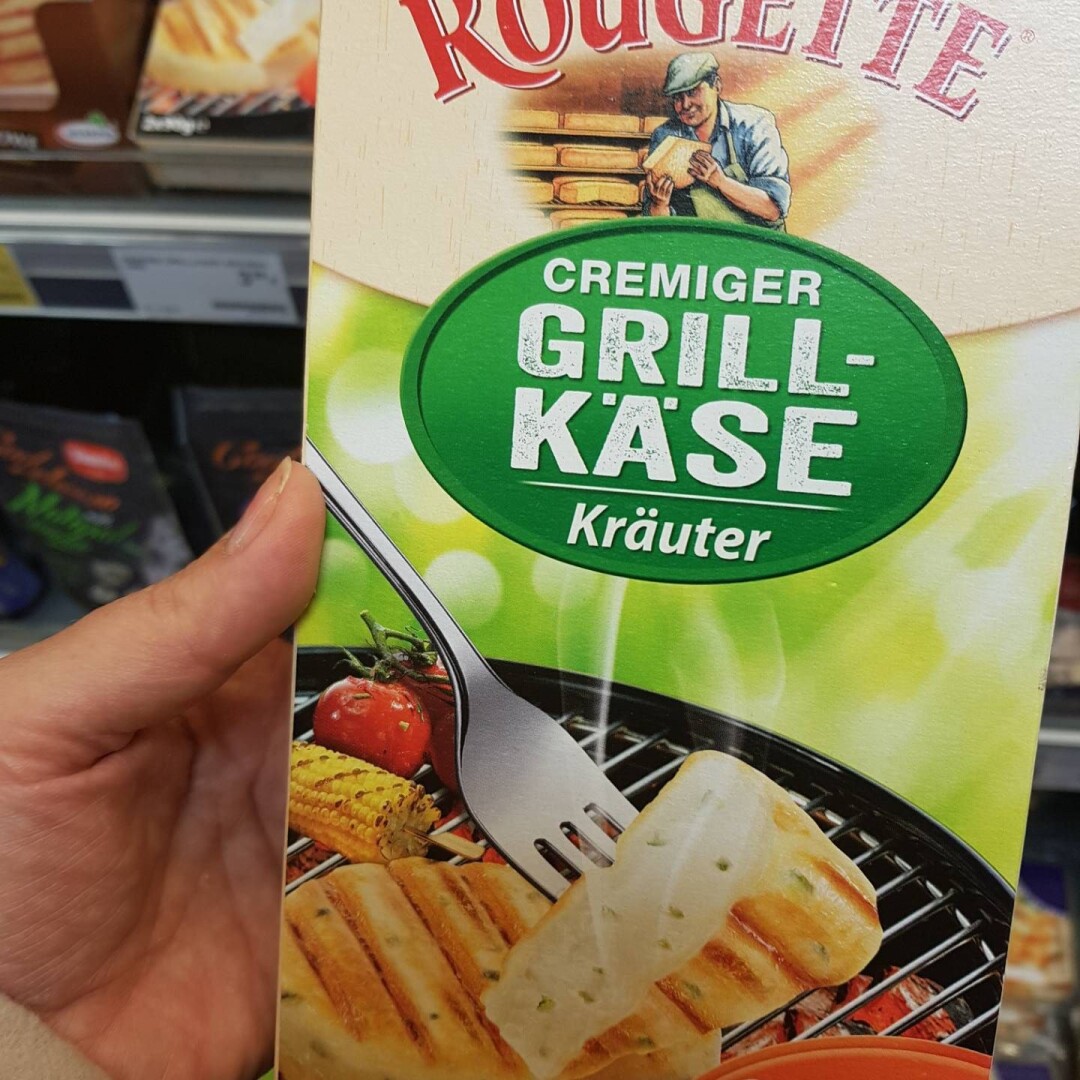 ROUGETTE®
CREMIGER
GRILL-
KÄSE
Kräuter